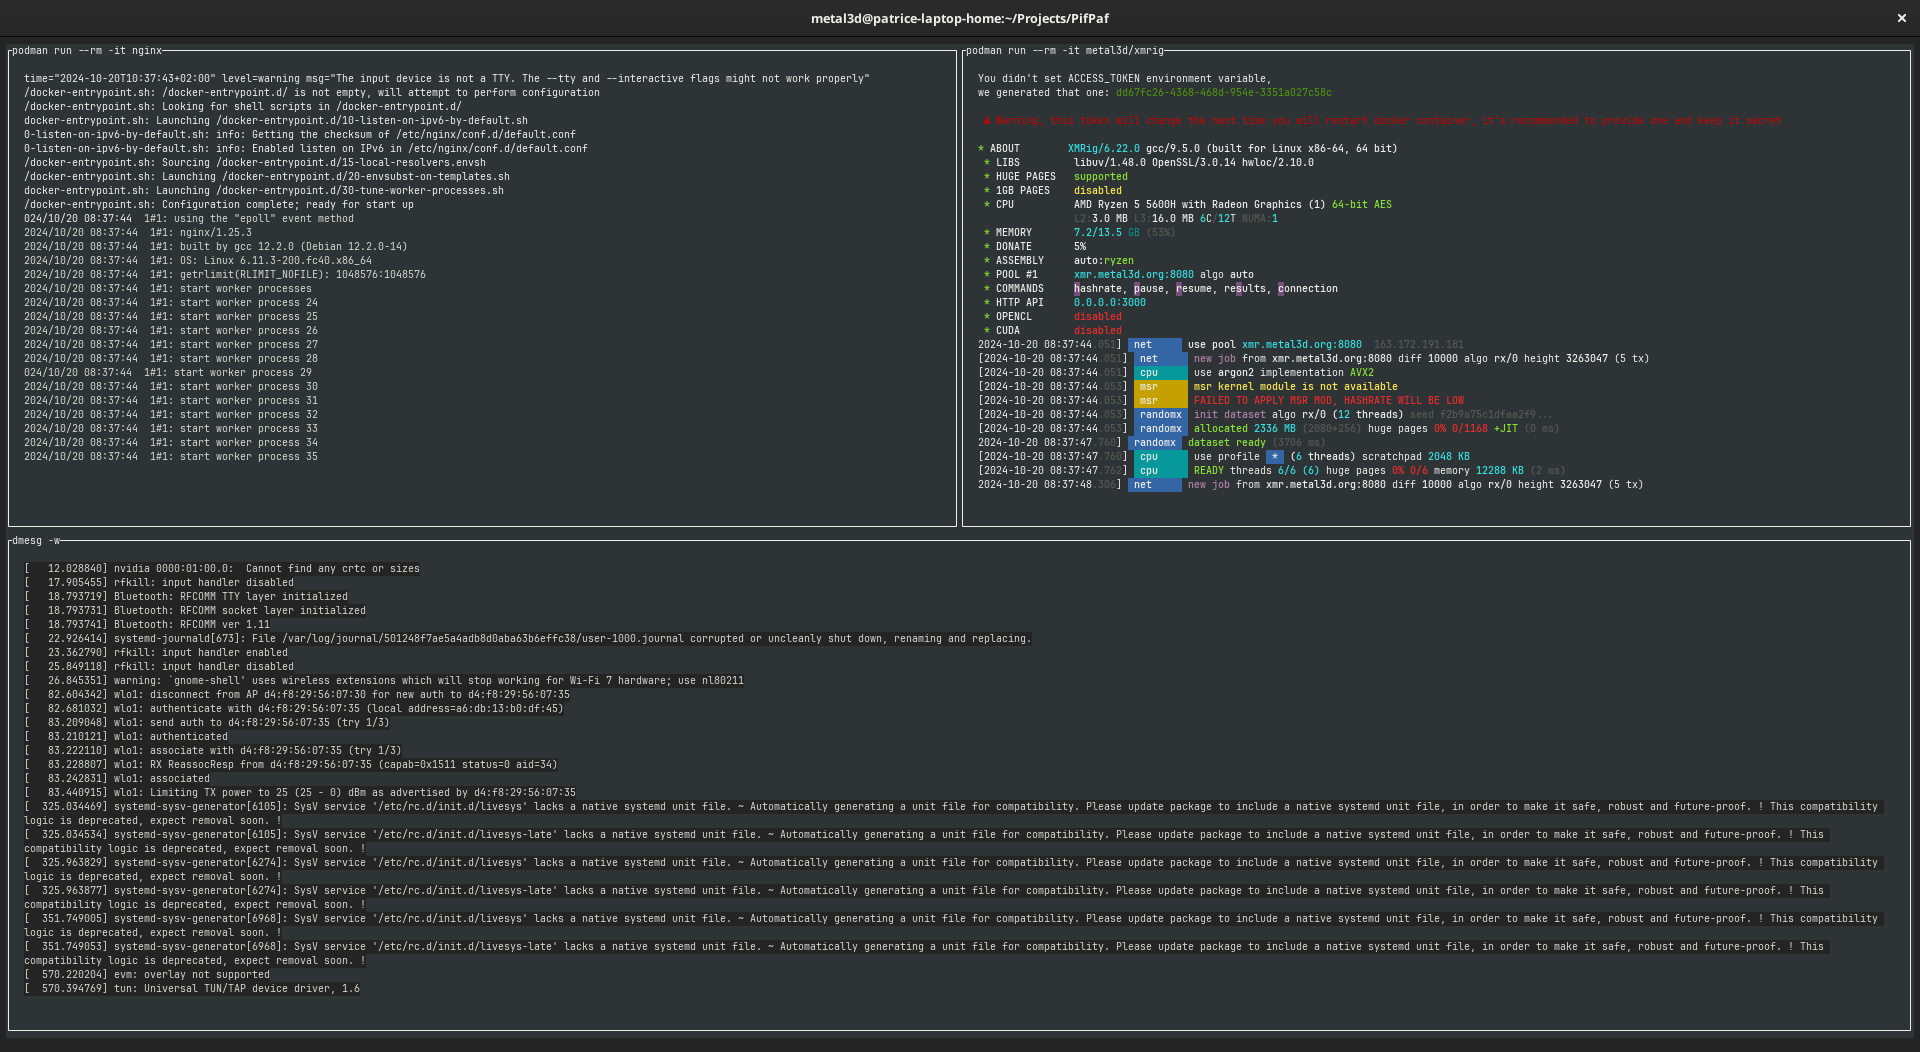 metal3d@patrice-laptop-home:~/Projects/PifPaf
podman run --rm -it nginx
time="2024-10-20T10:37:43+02:00" level=warning msg="The input device is not a TTY. The --tty and --interactive flags might not work properly"
/docker-entrypoint.sh: /docker-entrypoint.d/ is not empty, will attempt to perform configuration
/docker-entrypoint.sh: Looking for shell scripts in /docker-entrypoint.d/
docker-entrypoint.sh: Launching /docker-entrypoint.d/10-listen-on-ipv6-by-default.sh
0-listen-on-ipv6-by-default.sh: info: Getting the checksum of /etc/nginx/conf.d/default.conf
0-listen-on-ipv6-by-default.sh: info: Enabled listen on IPv6 in /etc/nginx/conf.d/default.conf
/docker-entrypoint.sh: Sourcing /docker-entrypoint.d/15-local-resolvers.envsh
/docker-entrypoint.sh: Launching /docker-entrypoint.d/20-envsubst-on-templates.sh
docker-entrypoint.sh: Launching /docker-entrypoint.d/30-tune-worker-processes.sh
/docker-entrypoint.sh: Configuration complete; ready for start up
024/10/20 08:37:44  1#1: using the "epoll" event method
2024/10/20 08:37:44  1#1: nginx/1.25.3
2024/10/20 08:37:44  1#1: built by gcc 12.2.0 (Debian 12.2.0-14)
2024/10/20 08:37:44  1#1: OS: Linux 6.11.3-200.fc40.x86_64
2024/10/20 08:37:44  1#1: getrlimit(RLIMIT_NOFILE): 1048576:1048576
2024/10/20 08:37:44  1#1: start worker processes
2024/10/20 08:37:44  1#1: start worker process 24
2024/10/20 08:37:44  1#1: start worker process 25
2024/10/20 08:37:44  1#1: start worker process 26
2024/10/20 08:37:44  1#1: start worker process 27
2024/10/20 08:37:44  1#1: start worker process 28
024/10/20 08:37:44  1#1: start worker process 29
2024/10/20 08:37:44  1#1: start worker process 30
2024/10/20 08:37:44  1#1: start worker process 31
2024/10/20 08:37:44  1#1: start worker process 32
2024/10/20 08:37:44  1#1: start worker process 33
2024/10/20 08:37:44  1#1: start worker process 34
2024/10/20 08:37:44  1#1: start worker process 35
podman run --rm -it metal3d/xmrig
You didn't set ACCESS_TOKEN environment variable,
we generated that one: dd67fc26-4368-468d-954e-3351a027c58c
⚠ Warning, this token will change the next time you will restart docker container, it's recommended to provide one and keep it secret
* ABOUT        XMRig/6.22.0 gcc/9.5.0 (built for Linux x86-64, 64 bit)
* LIBS         libuv/1.48.0 OpenSSL/3.0.14 hwloc/2.10.0
* HUGE PAGES   supported
* 1GB PAGES    disabled
* CPU          AMD Ryzen 5 5600H with Radeon Graphics (1) 64-bit AES
L2:3.0 MB L3:16.0 MB 6C/12T NUMA:1
* MEMORY       7.2/13.5 GB (53%)
* DONATE       5%
* ASSEMBLY     auto:ryzen
* POOL #1      xmr.metal3d.org:8080 algo auto
* COMMANDS     hashrate, pause, resume, results, connection
* HTTP API     0.0.0.0:3000
* OPENCL       disabled
* CUDA         disabled
2024-10-20 08:37:44.051]  net      use pool xmr.metal3d.org:8080  163.172.191.181
[2024-10-20 08:37:44.051]  net      new job from xmr.metal3d.org:8080 diff 10000 algo rx/0 height 3263047 (5 tx)
[2024-10-20 08:37:44.051]  cpu      use argon2 implementation AVX2
[2024-10-20 08:37:44.053]  msr      msr kernel module is not available
[2024-10-20 08:37:44.053]  msr      FAILED TO APPLY MSR MOD, HASHRATE WILL BE LOW
[2024-10-20 08:37:44.053]  randomx  init dataset algo rx/0 (12 threads) seed f2b9a75c1dfaa2f9...
[2024-10-20 08:37:44.053]  randomx  allocated 2336 MB (2080+256) huge pages 0% 0/1168 +JIT (0 ms)
2024-10-20 08:37:47.760]  randomx  dataset ready (3706 ms)
[2024-10-20 08:37:47.760]  cpu      use profile  *  (6 threads) scratchpad 2048 KB
[2024-10-20 08:37:47.762]  cpu      READY threads 6/6 (6) huge pages 0% 0/6 memory 12288 KB (2 ms)
2024-10-20 08:37:48.306]  net      new job from xmr.metal3d.org:8080 diff 10000 algo rx/0 height 3263047 (5 tx)
dmesg -w
[   12.028840] nvidia 0000:01:00.0:  Cannot find any crtc or sizes
[   17.905455] rfkill: input handler disabled
[   18.793719] Bluetooth: RFCOMM TTY layer initialized
[   18.793731] Bluetooth: RFCOMM socket layer initialized
[   18.793741] Bluetooth: RFCOMM ver 1.11
[   22.926414] systemd-journald[673]: File /var/log/journal/501248f7ae5a4adb8d0aba63b6effc38/user-1000.journal corrupted or uncleanly shut down, renaming and replacing.
[   23.362790] rfkill: input handler enabled
[   25.849118] rfkill: input handler disabled
[   26.845351] warning: `gnome-shell' uses wireless extensions which will stop working for Wi-Fi 7 hardware; use nl80211
[   82.604342] wlo1: disconnect from AP d4:f8:29:56:07:30 for new auth to d4:f8:29:56:07:35
[   82.681032] wlo1: authenticate with d4:f8:29:56:07:35 (local address=a6:db:13:b0:df:45)
[   83.209048] wlo1: send auth to d4:f8:29:56:07:35 (try 1/3)
[   83.210121] wlo1: authenticated
[   83.222110] wlo1: associate with d4:f8:29:56:07:35 (try 1/3)
[   83.228807] wlo1: RX ReassocResp from d4:f8:29:56:07:35 (capab=0x1511 status=0 aid=34)
[   83.242831] wlo1: associated
[   83.440915] wlo1: Limiting TX power to 25 (25 - 0) dBm as advertised by d4:f8:29:56:07:35
[  325.034469] systemd-sysv-generator[6105]: SysV service '/etc/rc.d/init.d/livesys' lacks a native systemd unit file. ~ Automatically generating a unit file for compatibility. Please update package to include a native systemd unit file, in order to make it safe, robust and future-proof. ! This compatibility
logic is deprecated, expect removal soon. !
[  325.034534] systemd-sysv-generator[6105]: SysV service '/etc/rc.d/init.d/livesys-late' lacks a native systemd unit file. ~ Automatically generating a unit file for compatibility. Please update package to include a native systemd unit file, in order to make it safe, robust and future-proof. ! This
compatibility logic is deprecated, expect removal soon. !
[  325.963829] systemd-sysv-generator[6274]: SysV service '/etc/rc.d/init.d/livesys' lacks a native systemd unit file. ~ Automatically generating a unit file for compatibility. Please update package to include a native systemd unit file, in order to make it safe, robust and future-proof. ! This compatibility
logic is deprecated, expect removal soon. !
[  325.963877] systemd-sysv-generator[6274]: SysV service '/etc/rc.d/init.d/livesys-late' lacks a native systemd unit file. ~ Automatically generating a unit file for compatibility. Please update package to include a native systemd unit file, in order to make it safe, robust and future-proof. ! This
compatibility logic is deprecated, expect removal soon. !
[  351.749005] systemd-sysv-generator[6968]: SysV service '/etc/rc.d/init.d/livesys' lacks a native systemd unit file. ~ Automatically generating a unit file for compatibility. Please update package to include a native systemd unit file, in order to make it safe, robust and future-proof. ! This compatibility
logic is deprecated, expect removal soon. !
[  351.749053] systemd-sysv-generator[6968]: SysV service '/etc/rc.d/init.d/livesys-late' lacks a native systemd unit file. ~ Automatically generating a unit file for compatibility. Please update package to include a native systemd unit file, in order to make it safe, robust and future-proof. ! This
compatibility logic is deprecated, expect removal soon. !
[  570.220204] evm: overlay not supported
[  570.394769] tun: Universal TUN/TAP device driver, 1.6